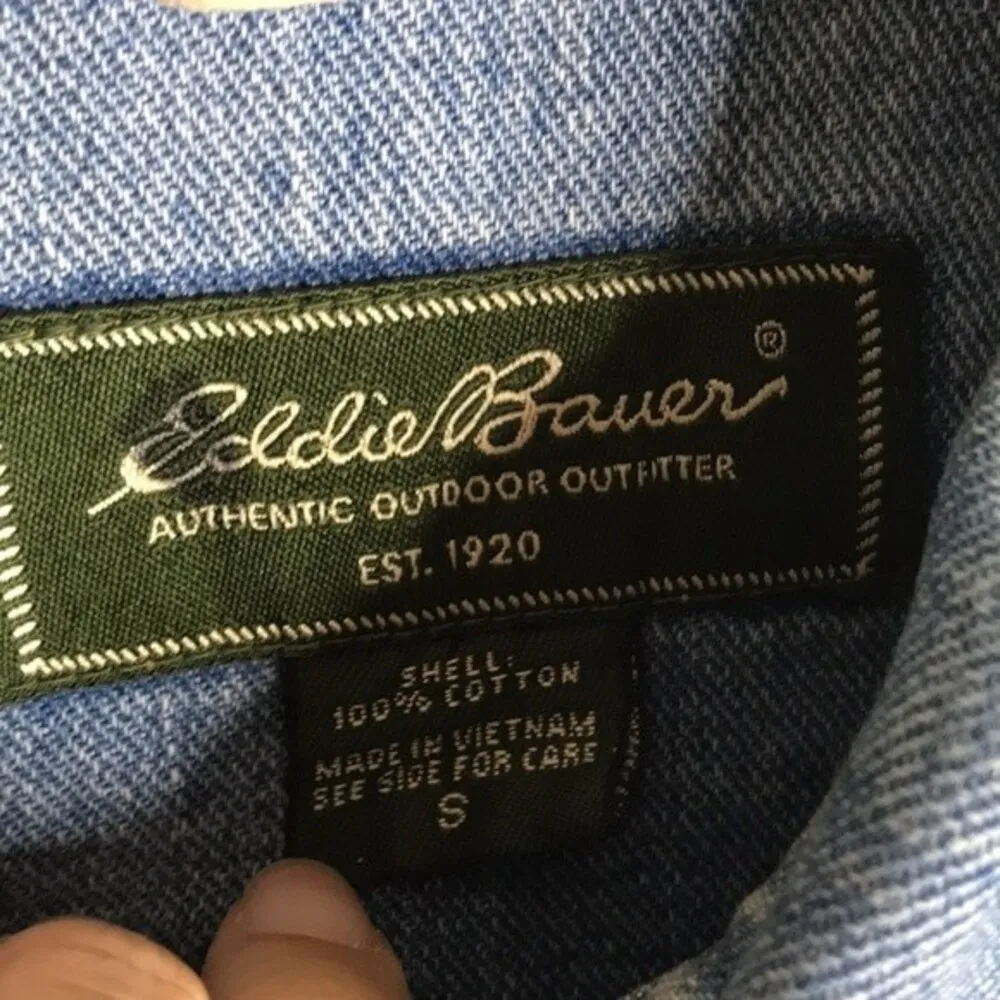 Eddie Bauer ®
AUTHENTIC OUTDOOR OUTFITTER
EST. 1920
SHELL:
100% COTTON
MADE IN VIETNAM
SEE SIDE FOR CARE
S